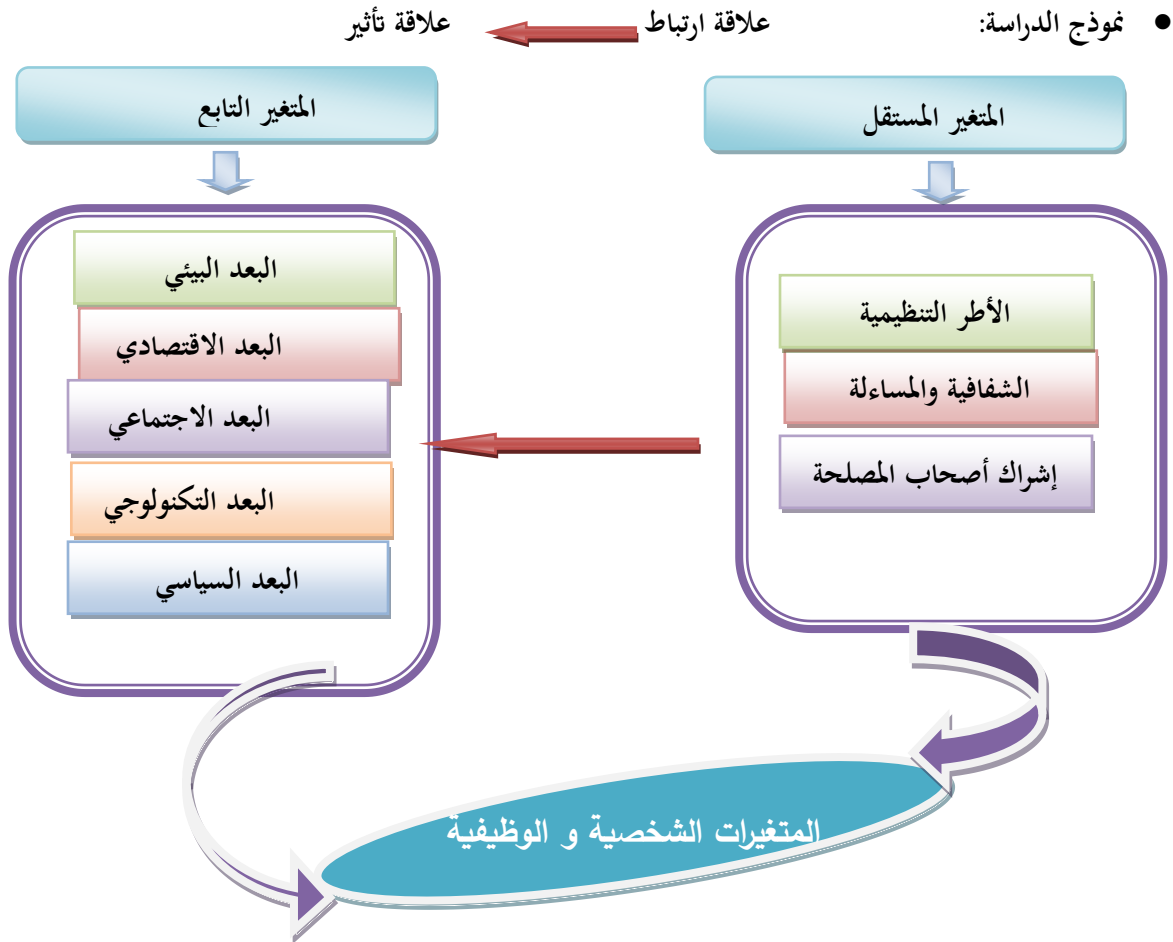 • نموذج الدراسة: علاقة ارتباط علاقة تأثير
المتغير المستقل
المتغير التابع
الأطر التنظيمية
الشفافية والمساءلة
إشراك أصحاب المصلحة
البعد البيئي
البعد الاقتصادي
البعد الاجتماعي
البعد التكنولوجي
البعد السياسي
المتغيرات الشخصية و الوظيفية